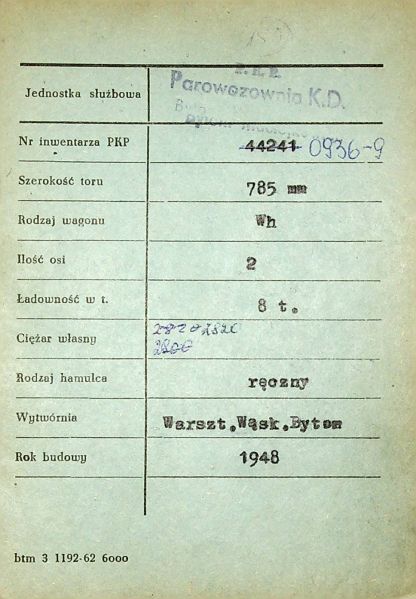 P.K.P.
Jednostka służbowa Parowozownia K.D.
Nr inwentarza PKP 44241 0936-9
Szerokość toru 785 mm
Rodzaj wagonu Wh
Ilość osi 2
Ładowność w t. 8 t.
Ciężar własny 2820
2800
Rodzaj hamulca ręczny
Wytwórnia Warszt.Wąsk.Bytom
Rok budowy 1948
btm 3 1192-62 6000